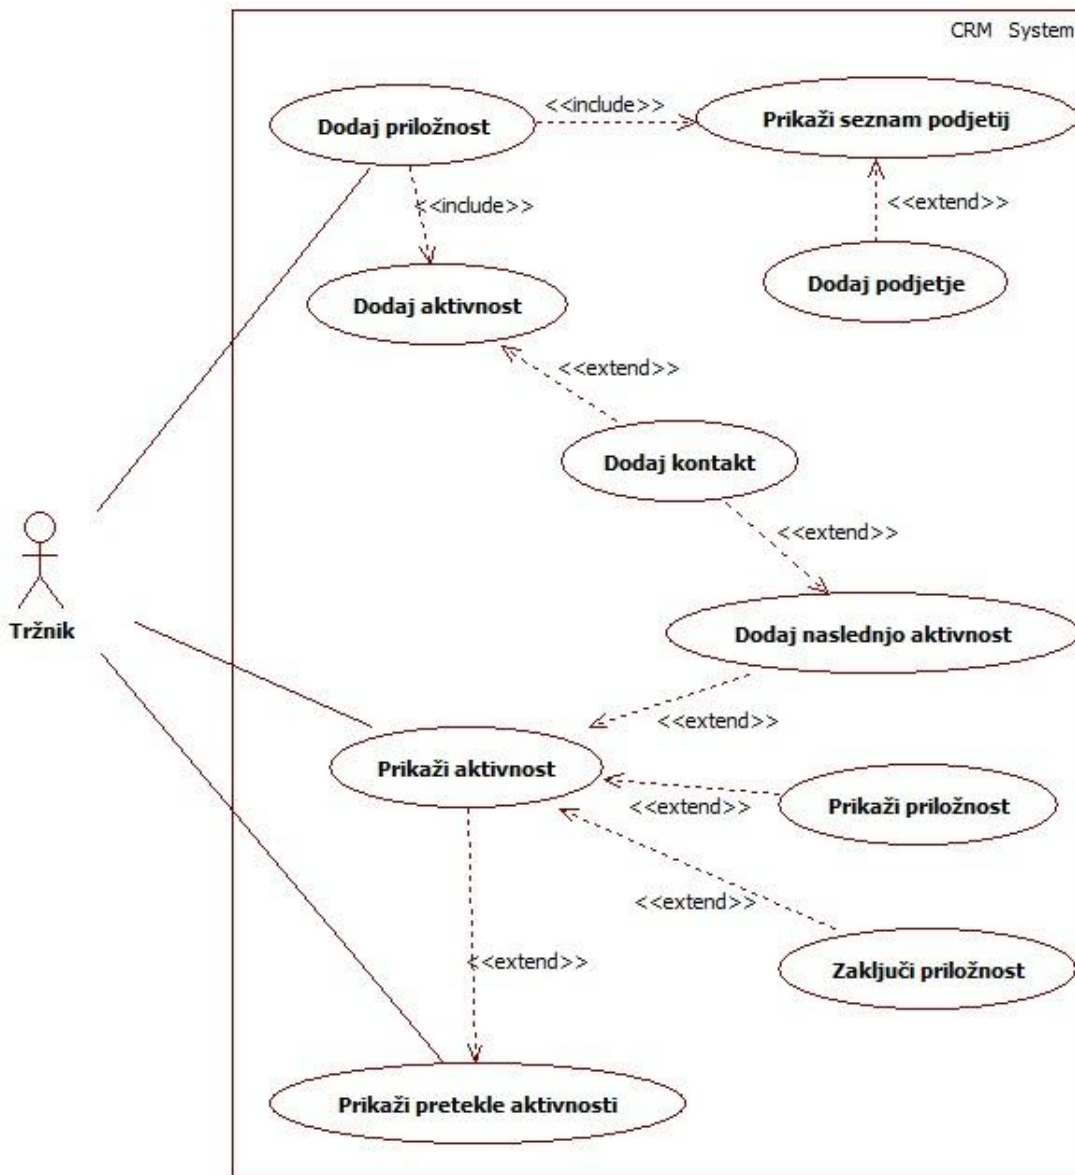 CRM System
Dodaj priložnost
<<include>>
Prikaži seznam podjetij
<<include>>
<<extend>>
Dodaj podjetje
Dodaj aktivnost
<<extend>>
Dodaj kontakt
<<extend>>
Tržnik
Dodaj naslednjo aktivnost
<<extend>>
Prikaži aktivnost
<<extend>>
Prikaži priložnost
<<extend>>
<<extend>>
Zaključi priložnost
Prikaži pretekle aktivnosti